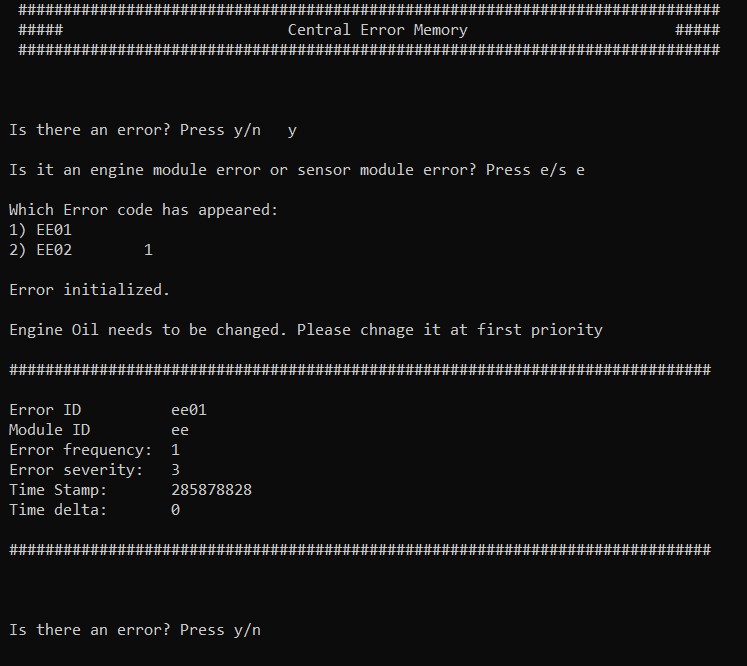 ##############################################################################
##### Central Error Memory #####
##############################################################################
Is there an error? Press y/n y
Is it an engine module error or sensor module error? Press e/s e
Which Error code has appeared:
1) EE01
2) EE02 1
Error initialized.
Engine Oil needs to be changed. Please chnage it at first priority
##############################################################################
Error ID ee01
Module ID ee
Error frequency: 1
Error severity: 3
Time Stamp: 285878828
Time delta: 0
##############################################################################
Is there an error? Press y/n